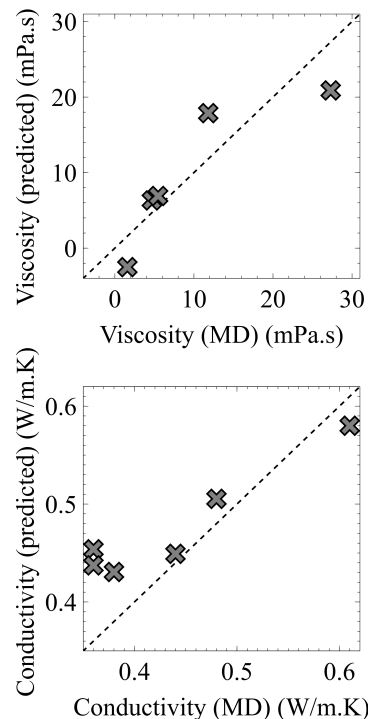 Viscosity (predicted) (mPa.s)
30
20
10
0
0 10 20 30
Viscosity (MD) (mPa.s)
Conductivity (predicted) (W/m.K)
0.6
0.5
0.4
0.4 0.5 0.6
Conductivity (MD) (W/m.K)